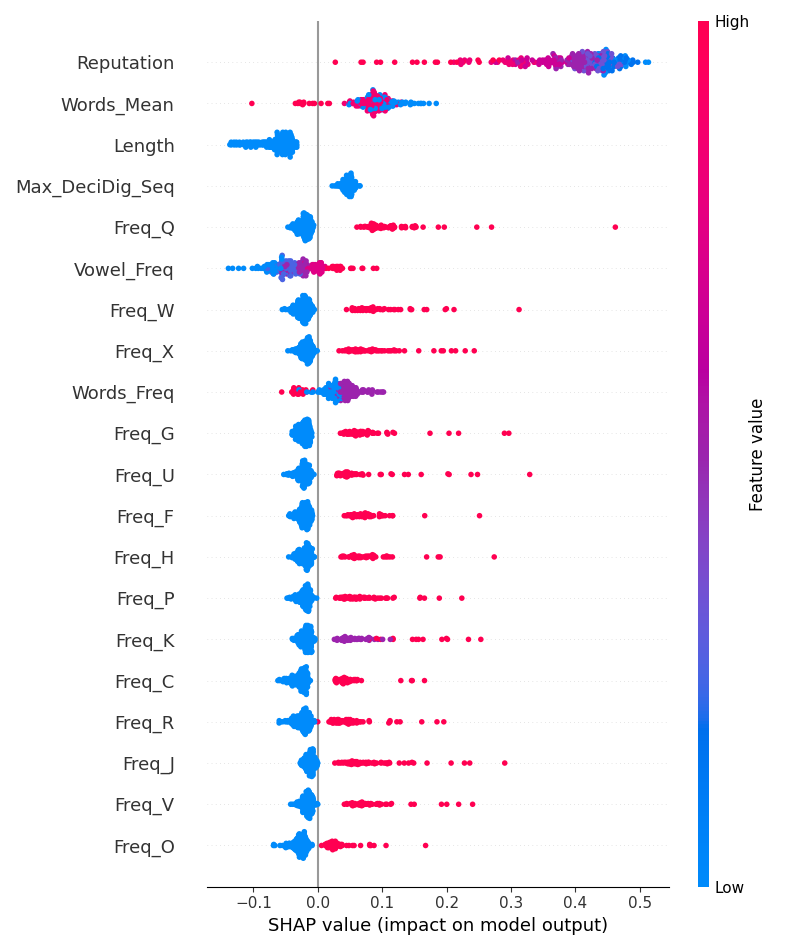 High
Reputation
Words_Mean
Length
Max_DeciDig_Seq
Freq_Q
Vowel_Freq
Freq_W
Freq_X
Words_Freq
Freq_G
Freq_U
Freq_F
Freq_H
Freq_P
Freq_K
Freq_C
Freq_R
Freq_J
Freq_V
Freq_O
Feature value
Low
−0.1 0.0 0.1 0.2 0.3 0.4 0.5
SHAP value (impact on model output)